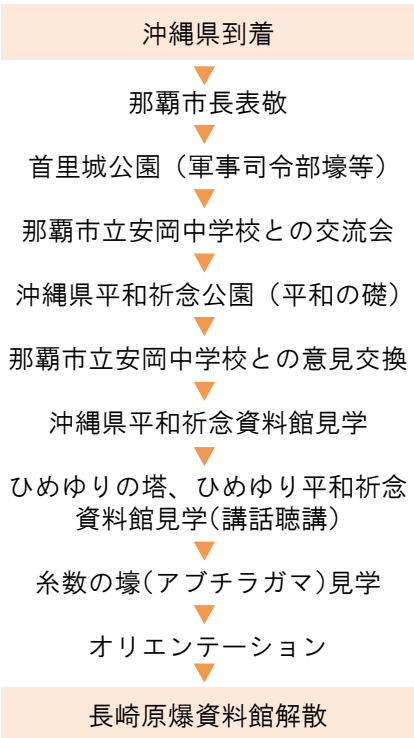 沖縄県到着
那覇市長表敬
首里城公園（軍事司令部壕等）
那覇市立安岡中学校との交流会
沖縄県平和祈念公園（平和の礎）
那覇市立安岡中学校との意見交換
沖縄県平和祈念資料館見学
ひめゆりの塔、ひめゆり平和祈念
資料館見学(講話聴講)
糸数の壕(アブチラガマ)見学
オリエンテーション
長崎原爆資料館解散